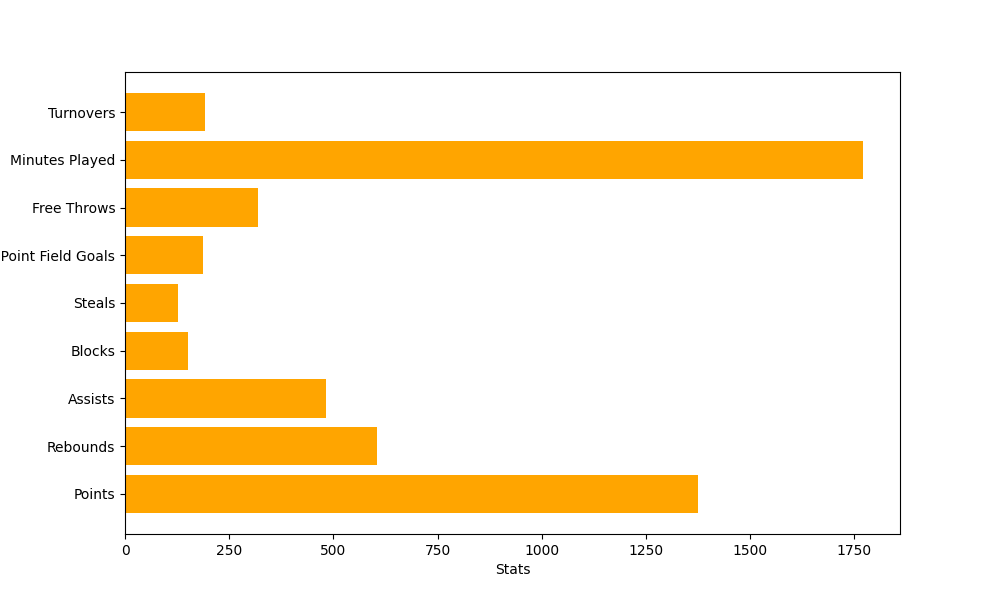 Turnovers
Minutes Played
Free Throws
Point Field Goals
Steals
Blocks
Assists
Rebounds
Points
0 250 500 750 1000 1250 1500 1750
Stats